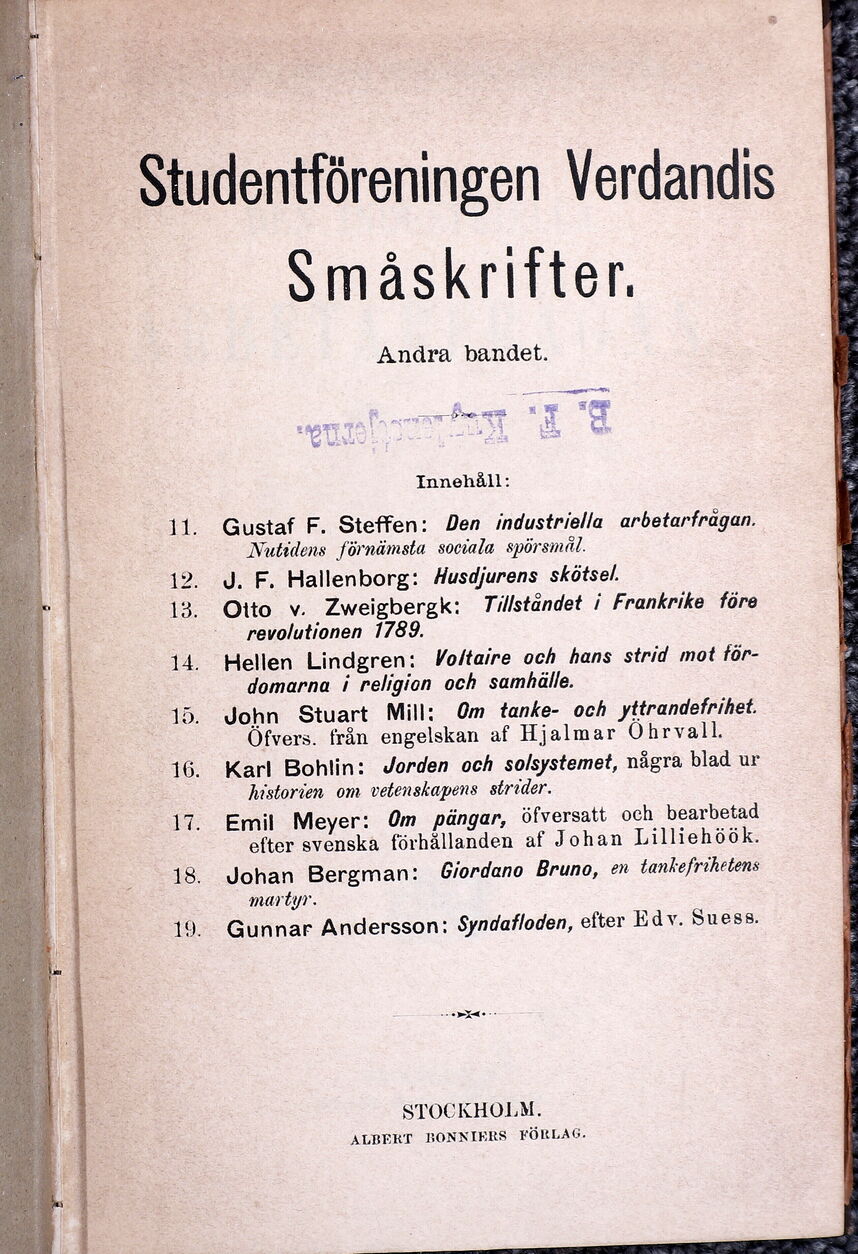 Studentföreningen Verdandis
Småskrifter.
Andra bandet.
B. F.
Innehåll:
11. Gustaf F. Steffen: Den industriella arbetarfrågan.
Nutidens förnämsta sociala spörsmål.
12. J. F. Hallenborg: Husdjurens skötsel.
13. Otto v. Zweigbergk: Tillståndet i Frankrike före
revolutionen 1789.
14. Hellen Lindgren: Voltaire och hans strid mot för-
domarna i religion och samhälle.
15. John Stuart Mill: Om tanke- och yttrandefrihet.
Öfvers. från engelskan af Hjalmar Öhrvall.
16. Karl Bohlin: Jorden och solsystemet, några blad ur
historien om vetenskapens strider.
17. Emil Meyer: Om pängar, öfversatt och bearbetad
efter svenska förhållanden af Johan Lilliehöök.
18. Johan Bergman: Giordano Bruno, en tankefrihetens
martyr.
19. Gunnar Andersson: Syndafloden, efter Edv. Suess.
STOCKHOLM.
ALBERT BONNIERS FÖRLAG.